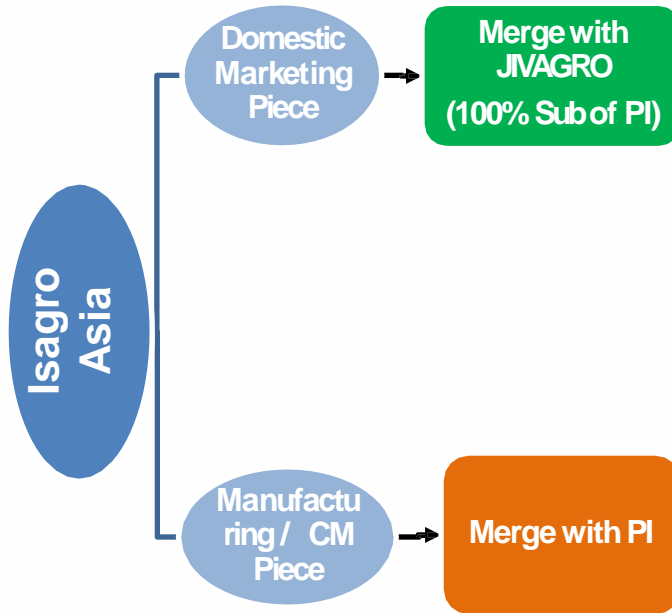 Domestic
Marketing
Piece
Merge with
JIVAGRO
(100% Sub of PI)
Isagro
Asia
Manufactu
ring / CM
Piece
Merge with PI